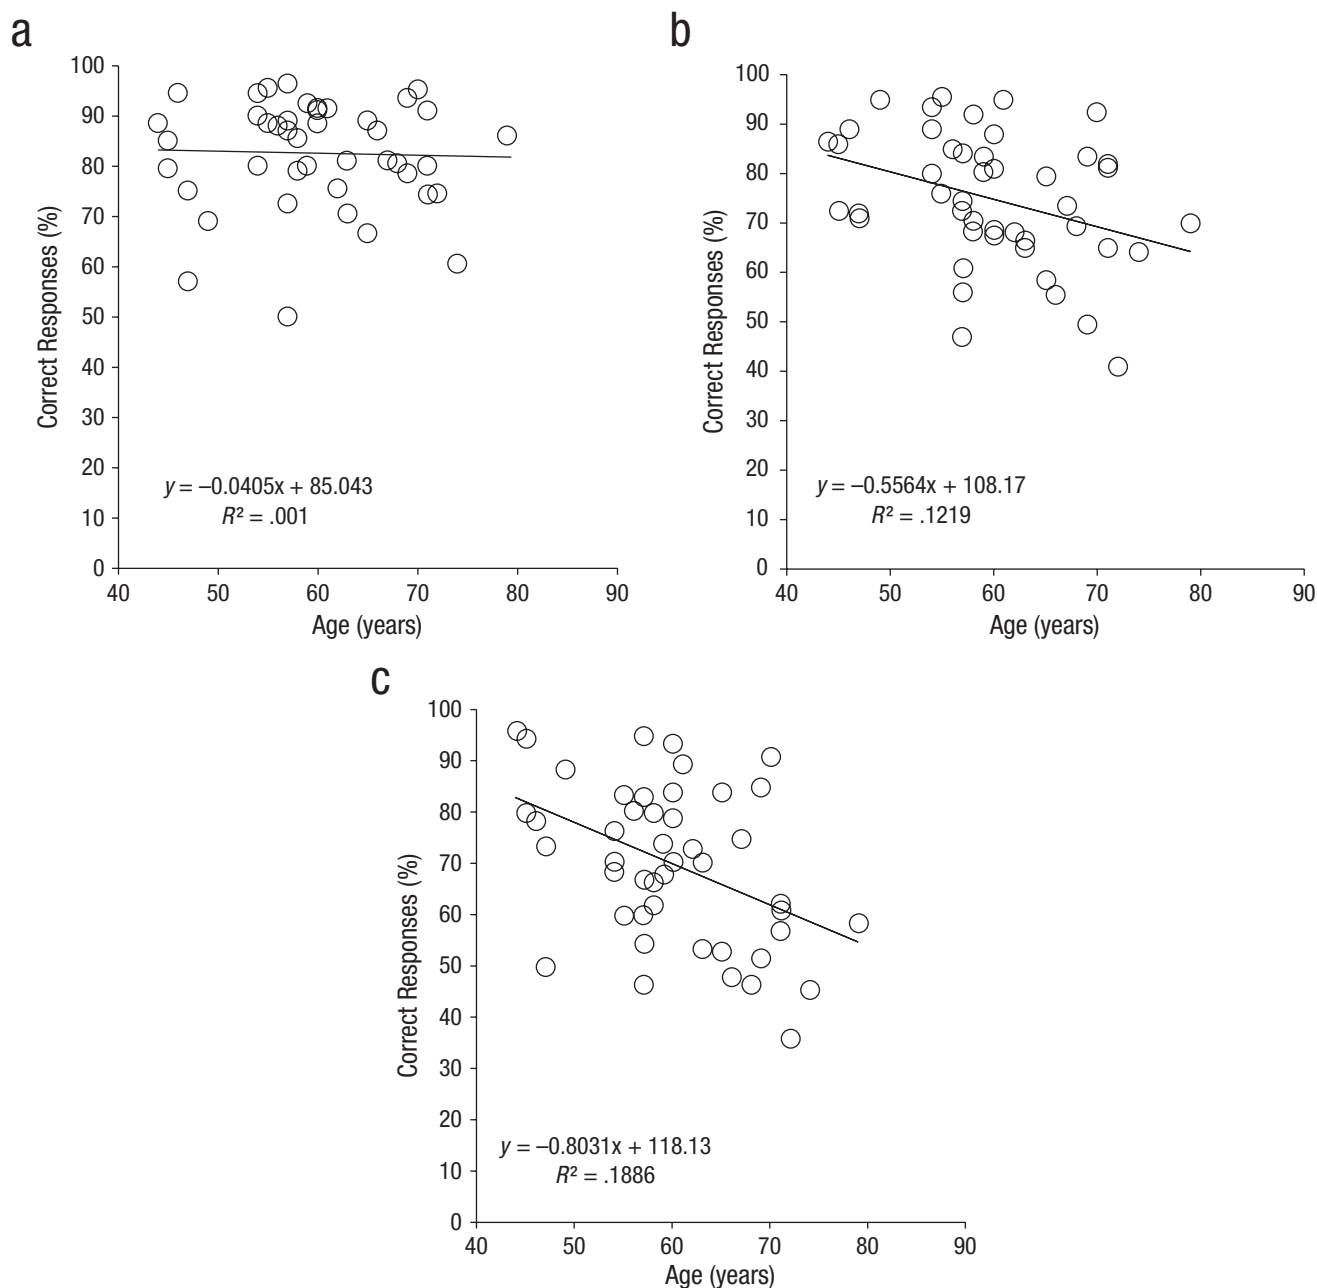 a
100
90
80
70
60
50
40
30
20
10
0
Correct Responses (%)
y = –0.0405x + 85.043
R² = .001
40 50 60 70 80 90
Age (years)
b
100
90
80
70
60
50
40
30
20
10
0
Correct Responses (%)
y = –0.5564x + 108.17
R² = .1219
40 50 60 70 80 90
Age (years)
c
100
90
80
70
60
50
40
30
20
10
0
Correct Responses (%)
y = –0.8031x + 118.13
R² = .1886
40 50 60 70 80 90
Age (years)